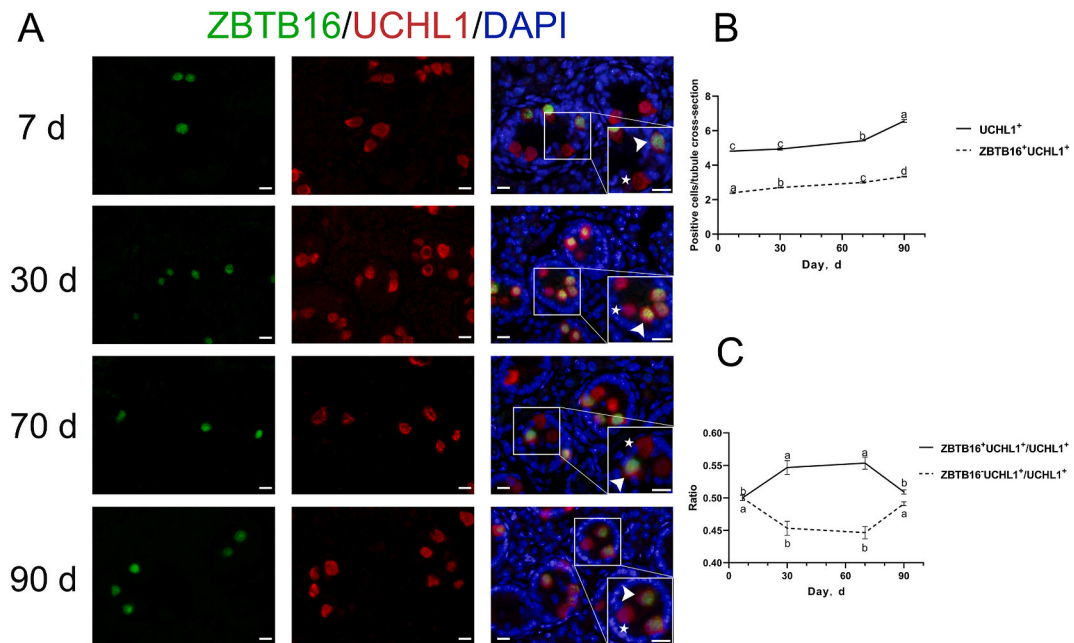 A
ZBTB16/UCHL1/DAPI
7 d
30 d
70 d
90 d
B
Positive cells/tubule cross-section
8
6
4
2
0
c
c
b
a
a
b
c
d
0
30
60
90
Day, d
UCHL1⁺
ZBTB16⁺UCHL1⁺
C
Ratio
0.60
0.55
0.50
0.45
0.40
b
a
a
b
a
b
b
a
0
30
60
90
Day, d
ZBTB16⁺UCHL1⁺/UCHL1⁺
ZBTB16⁻UCHL1⁺/UCHL1⁺